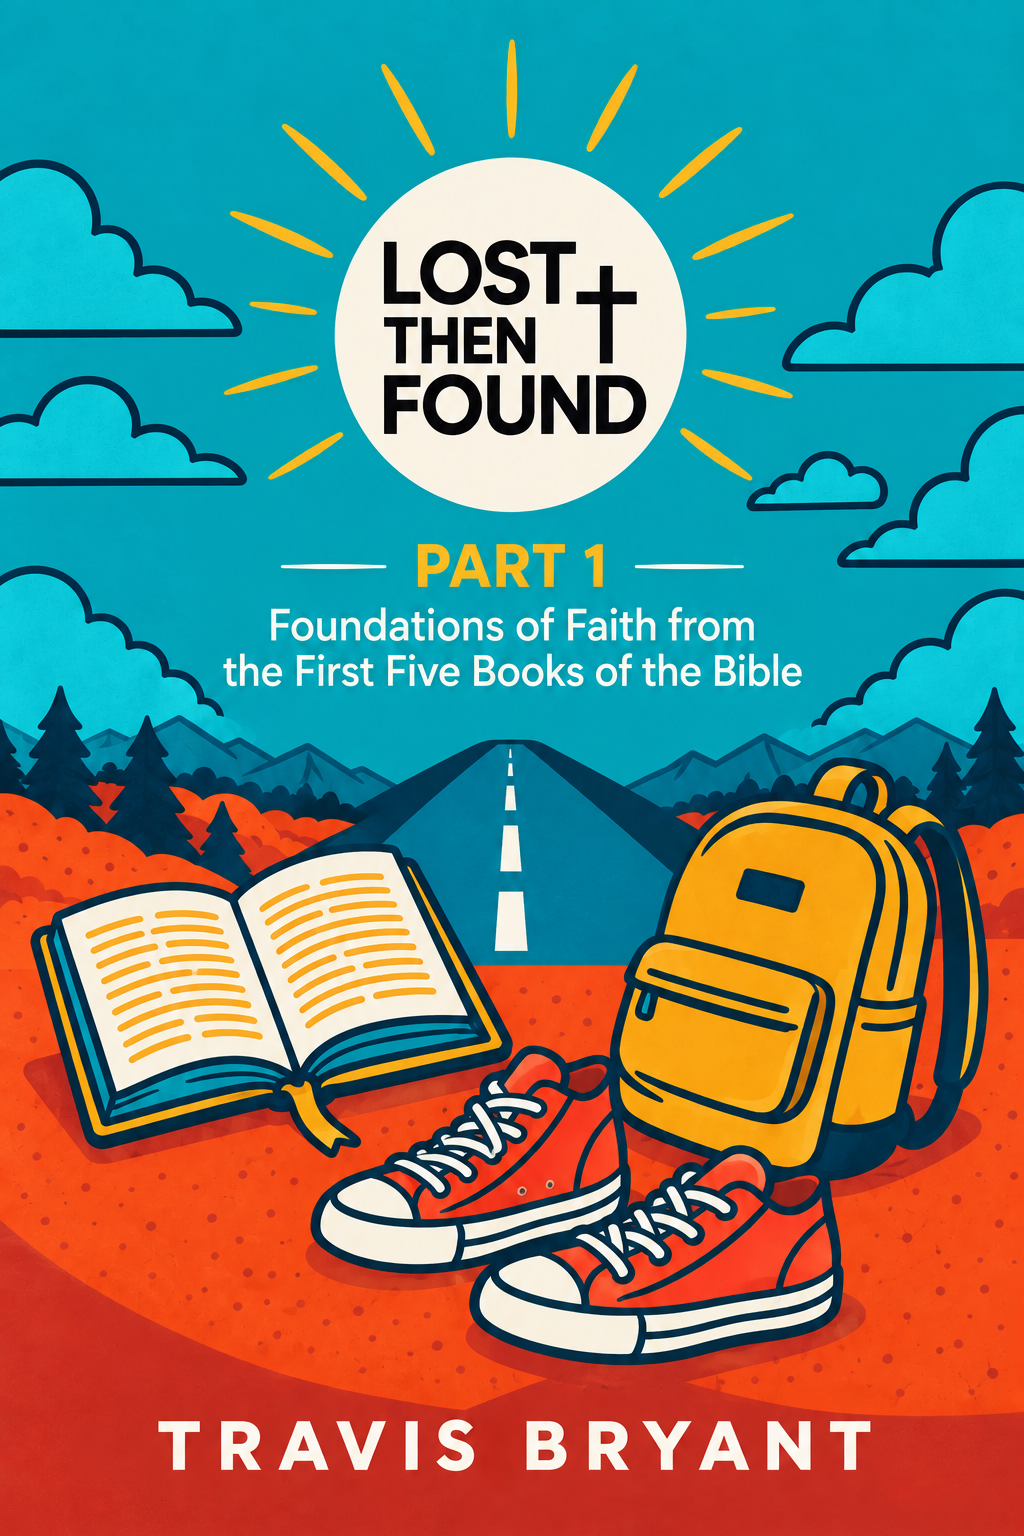 LOST
THEN
FOUND
PART 1
Foundations of Faith from
the First Five Books of the Bible
TRAVIS BRYANT